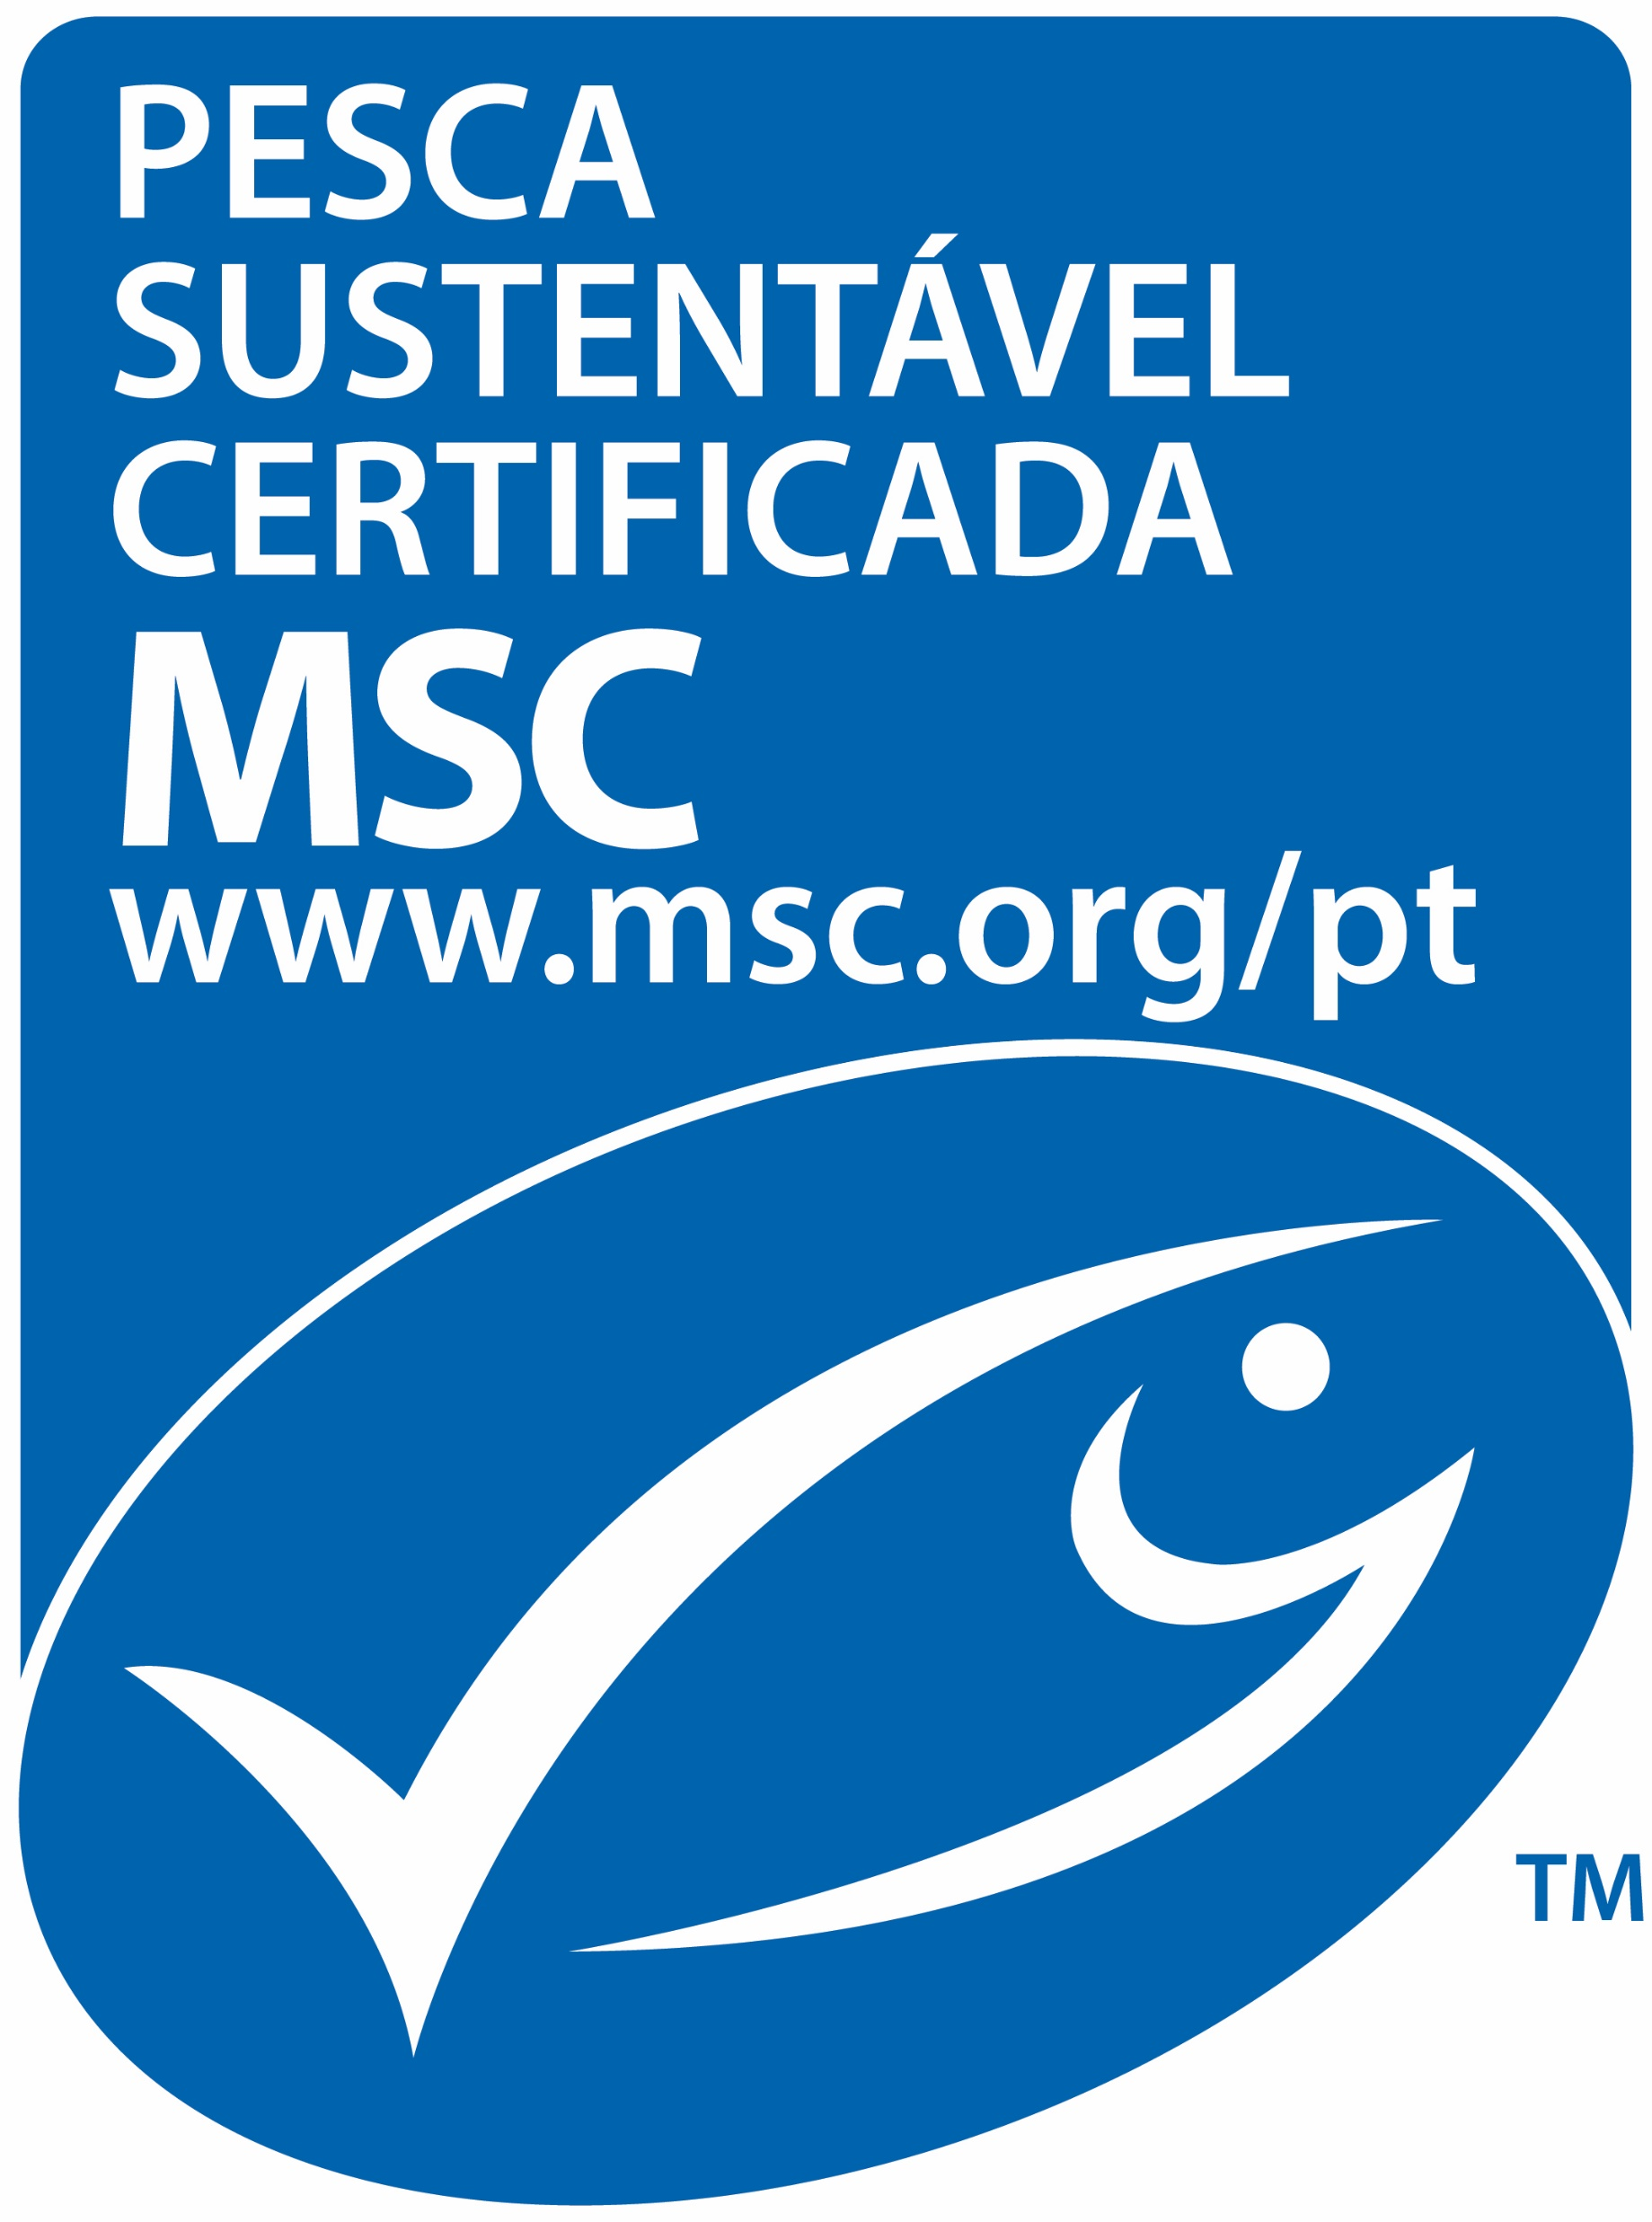 PESCA
SUSTENTÁVEL
CERTIFICADA
MSC
www.msc.org/pt
TM